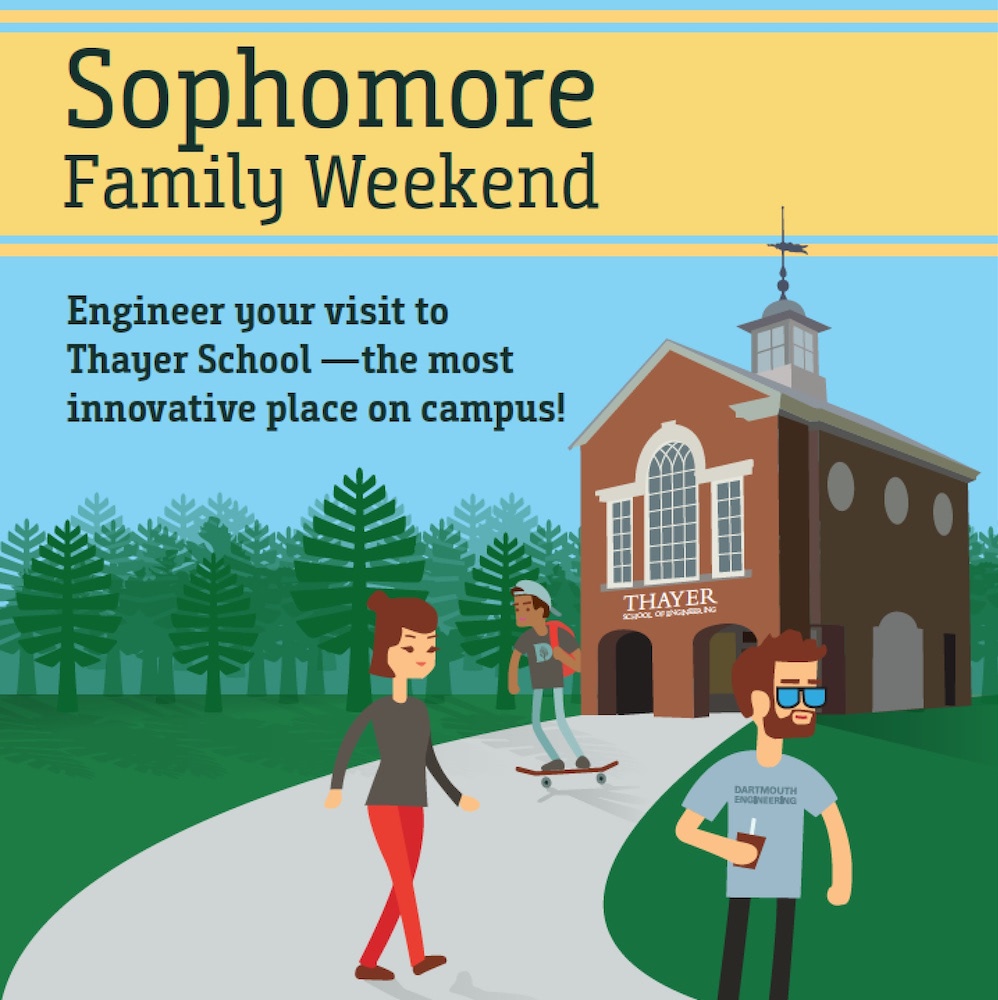 Sophomore
Family Weekend
Engineer your visit to
Thayer School —the most
innovative place on campus!
THAYER
SCHOOL OF ENGINEERING
D
DARTMOUTH
ENGINEERING